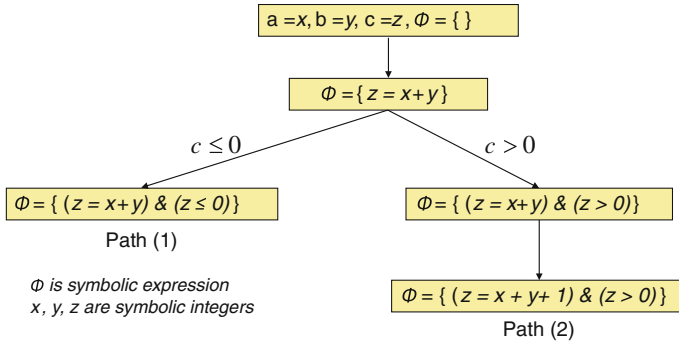 a =x, b =y, c =z , Φ = { }
Φ = { z = x+ y }
c ≤ 0
c > 0
Φ = { (z = x+y) & (z ≤ 0)}
Φ = { (z = x+y) & (z > 0)}
Path (1)
Φ is symbolic expression
x , y, z are symbolic integers
Φ = { (z = x + y+ 1) & (z > 0)}
Path (2)